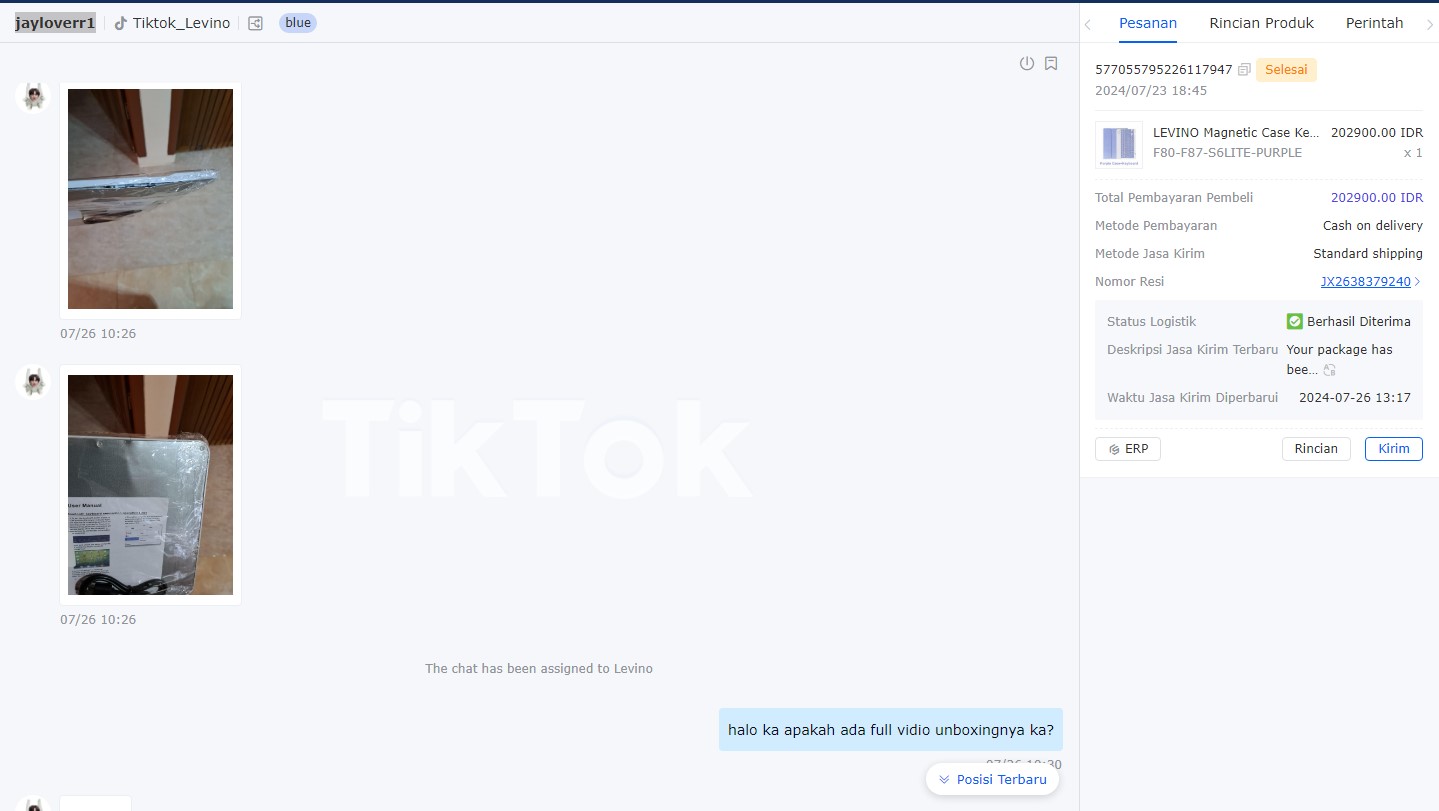 jayloverr1
Tiktok_Levino
blue
Pesanan
Rincian Produk
Perintah
07/26 10:26
User Manual
07/26 10:26
TikTok
The chat has been assigned to Levino
halo ka apakah ada full vidio unboxingnya ka?
07/26 10:30
Posisi Terbaru
577055795226117947
Selesai
2024/07/23 18:45
LEVINO Magnetic Case Ke... 202900.00 IDR
F80-F87-S6LITE-PURPLE x 1
Total Pembayaran Pembeli 202900.00 IDR
Metode Pembayaran Cash on delivery
Metode Jasa Kirim Standard shipping
Nomor Resi JX2638379240
Status Logistik Berhasil Diterima
Deskripsi Jasa Kirim Terbaru Your package has
bee...
Waktu Jasa Kirim Diperbarui 2024-07-26 13:17
ERP
Rincian
Kirim